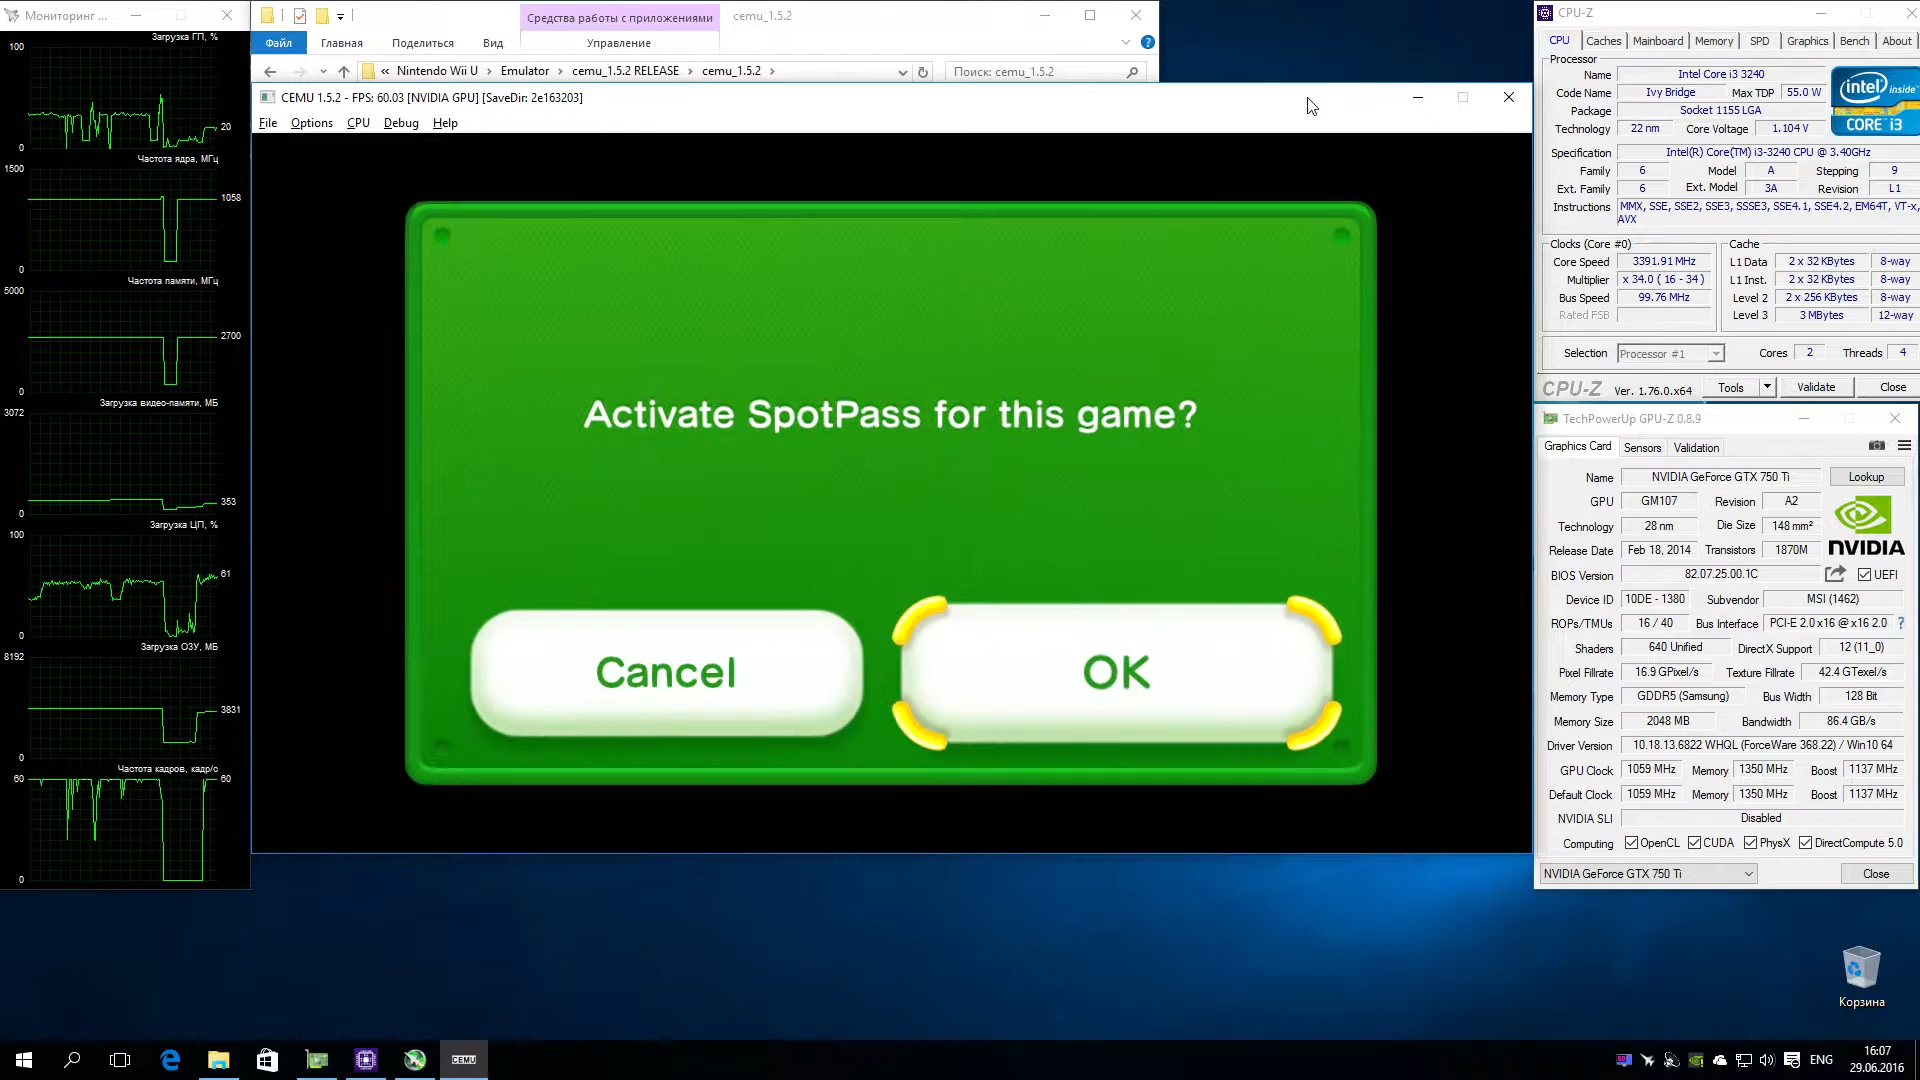 Мониторинг ...
Загрузка ГП, %
100
20
0
Частота ядра, МГц
1500
1058
0
Частота памяти, МГц
5000
2700
0
Загрузка видео-памяти, МБ
3072
353
0
Загрузка ЦП, %
100
61
0
Загрузка ОЗУ, МБ
8192
3831
0
Частота кадров, кадр/с
60
60
0
Средства работы с приложениями
cemu_1.5.2
Файл
Главная
Поделиться
Вид
Управление
« Nintendo Wii U > Emulator > cemu_1.5.2 RELEASE > cemu_1.5.2 >
Поиск: cemu_1.5.2
CEMU 1.5.2 - FPS: 60.03 [NVIDIA GPU] [SaveDir: 2e163203]
File Options CPU Debug Help
Activate SpotPass for this game?
Cancel
OK
CPU-Z
CPU Caches Mainboard Memory SPD Graphics Bench About
Processor
Name Intel Core i3 3240
Code Name Ivy Bridge Max TDP 55.0 W
Package Socket 1155 LGA
Technology 22 nm Core Voltage 1.104 V
intel inside
CORE i3
Specification Intel(R) Core(TM) i3-3240 CPU @ 3.40GHz
Family 6 Model A Stepping 9
Ext. Family 6 Ext. Model 3A Revision L1
Instructions MMX, SSE, SSE2, SSE3, SSSE3, SSE4.1, SSE4.2, EM64T, VT-x,
AVX
Clocks (Core #0)
Core Speed 3391.91 MHz
Multiplier x 34.0 ( 16 - 34 )
Bus Speed 99.76 MHz
Rated FSB
Cache
L1 Data 2 x 32 KBytes 8-way
L1 Inst. 2 x 32 KBytes 8-way
Level 2 2 x 256 KBytes 8-way
Level 3 3 MBytes 12-way
Selection Processor #1 Cores 2 Threads 4
CPU-Z Ver. 1.76.0.x64 Tools Validate Close
TechPowerUp GPU-Z 0.8.9
Graphics Card Sensors Validation
Name NVIDIA GeForce GTX 750 Ti Lookup
GPU GM107 Revision A2
Technology 28 nm Die Size 148 mm²
Release Date Feb 18, 2014 Transistors 1870M
NVIDIA
BIOS Version 82.07.25.00.1C UEFI
Device ID 10DE - 1380 Subvendor MSI (1462)
ROPs/TMUs 16 / 40 Bus Interface PCI-E 2.0 x16 @ x16 2.0 ?
Shaders 640 Unified DirectX Support 12 (11_0)
Pixel Fillrate 16.9 GPixel/s Texture Fillrate 42.4 GTexel/s
Memory Type GDDR5 (Samsung) Bus Width 128 Bit
Memory Size 2048 MB Bandwidth 86.4 GB/s
Driver Version 10.18.13.6822 WHQL (ForceWare 368.22) / Win10 64
GPU Clock 1059 MHz Memory 1350 MHz Boost 1137 MHz
Default Clock 1059 MHz Memory 1350 MHz Boost 1137 MHz
NVIDIA SLI Disabled
Computing OpenCL CUDA PhysX DirectCompute 5.0
NVIDIA GeForce GTX 750 Ti Close
Корзина
CEMU
ENG
16:07
29.06.2016